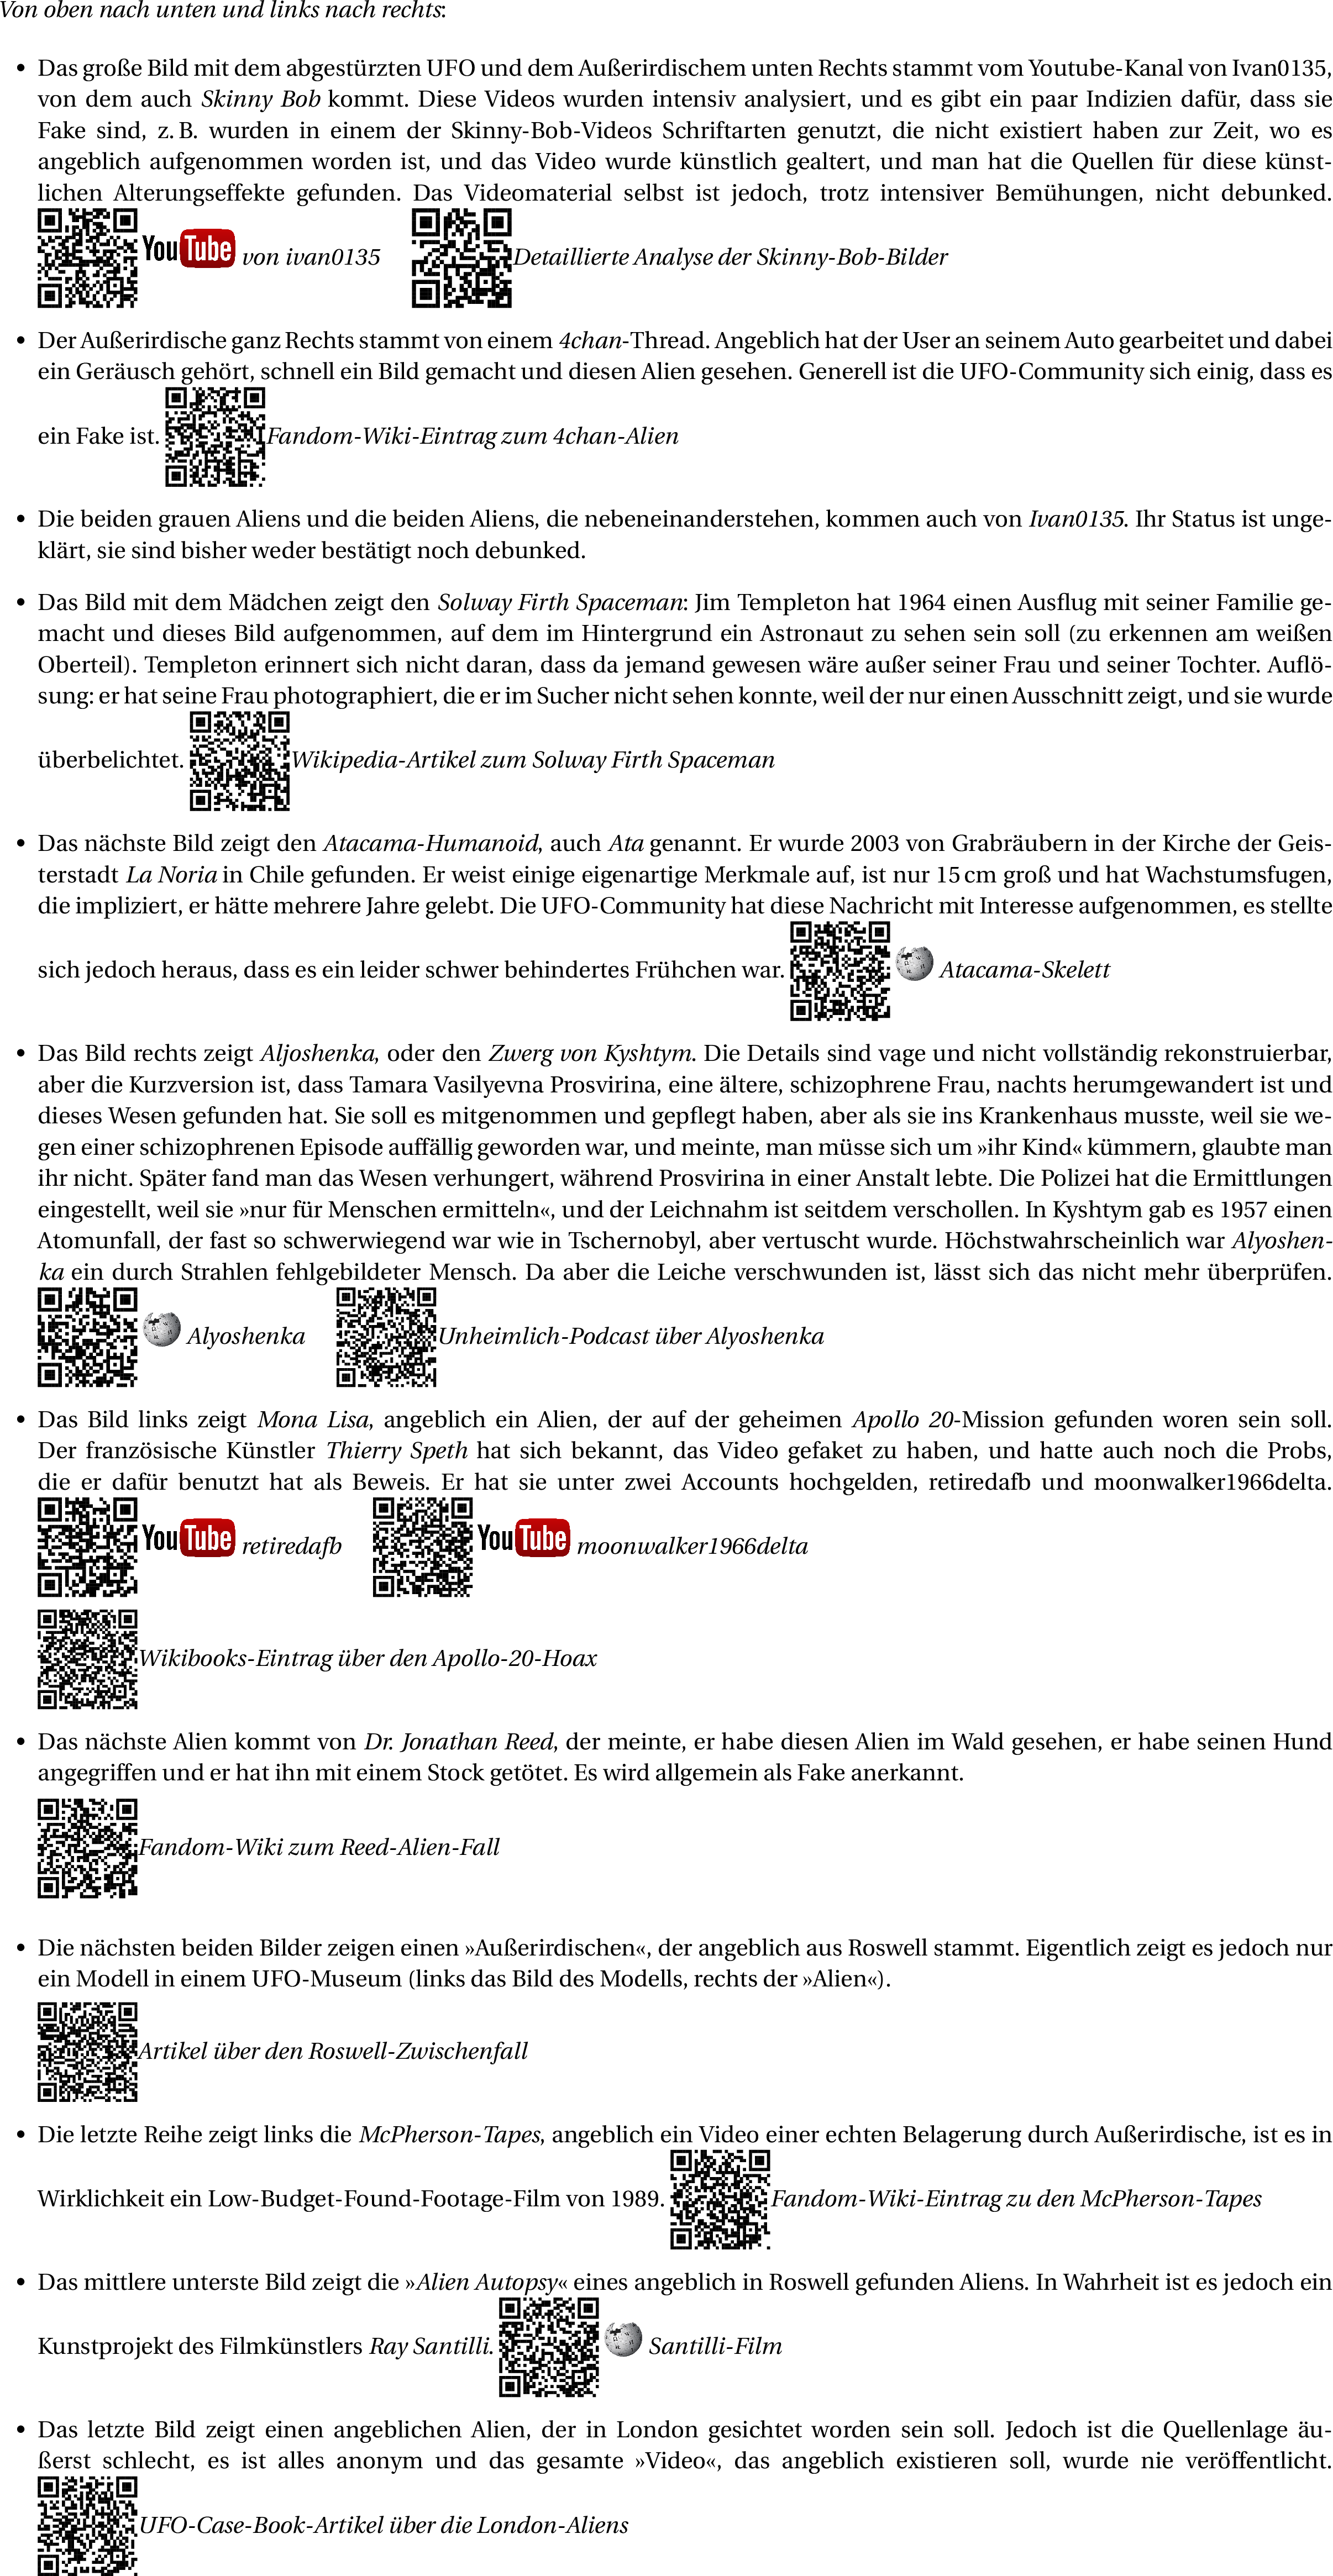 Von oben nach unten und links nach rechts:
• Das große Bild mit dem abgestürzten UFO und dem Außerirdischem unten Rechts stammt vom Youtube-Kanal von Ivan0135,
von dem auch Skinny Bob kommt. Diese Videos wurden intensiv analysiert, und es gibt ein paar Indizien dafür, dass sie
Fake sind, z. B. wurden in einem der Skinny-Bob-Videos Schriftarten genutzt, die nicht existiert haben zur Zeit, wo es
angeblich aufgenommen worden ist, und das Video wurde künstlich gealtert, und man hat die Quellen für diese künst-
lichen Alterungseffekte gefunden. Das Videomaterial selbst ist jedoch, trotz intensiver Bemühungen, nicht debunked.
YouTube von ivan0135 Detaillierte Analyse der Skinny-Bob-Bilder
• Der Außerirdische ganz Rechts stammt von einem 4chan-Thread. Angeblich hat der User an seinem Auto gearbeitet und dabei
ein Geräusch gehört, schnell ein Bild gemacht und diesen Alien gesehen. Generell ist die UFO-Community sich einig, dass es
ein Fake ist. Fandom-Wiki-Eintrag zum 4chan-Alien
• Die beiden grauen Aliens und die beiden Aliens, die nebeneinanderstehen, kommen auch von Ivan0135. Ihr Status ist unge-
klärt, sie sind bisher weder bestätigt noch debunked.
• Das Bild mit dem Mädchen zeigt den Solway Firth Spaceman: Jim Templeton hat 1964 einen Ausflug mit seiner Familie ge-
macht und dieses Bild aufgenommen, auf dem im Hintergrund ein Astronaut zu sehen sein soll (zu erkennen am weißen
Oberteil). Templeton erinnert sich nicht daran, dass da jemand gewesen wäre außer seiner Frau und seiner Tochter. Auflö-
sung: er hat seine Frau photographiert, die er im Sucher nicht sehen konnte, weil der nur einen Ausschnitt zeigt, und sie wurde
überbelichtet. Wikipedia-Artikel zum Solway Firth Spaceman
• Das nächste Bild zeigt den Atacama-Humanoid, auch Ata genannt. Er wurde 2003 von Grabräubern in der Kirche der Geis-
terstadt La Noria in Chile gefunden. Er weist einige eigenartige Merkmale auf, ist nur 15 cm groß und hat Wachstumsfugen,
die impliziert, er hätte mehrere Jahre gelebt. Die UFO-Community hat diese Nachricht mit Interesse aufgenommen, es stellte
sich jedoch heraus, dass es ein leider schwer behindertes Frühchen war. Atacama-Skelett
• Das Bild rechts zeigt Aljoshenka, oder den Zwerg von Kyshtym. Die Details sind vage und nicht vollständig rekonstruierbar,
aber die Kurzversion ist, dass Tamara Vasilyevna Prosvirina, eine ältere, schizophrene Frau, nachts herumgewandert ist und
dieses Wesen gefunden hat. Sie soll es mitgenommen und gepflegt haben, aber als sie ins Krankenhaus musste, weil sie we-
gen einer schizophrenen Episode auffällig geworden war, und meinte, man müsse sich um »ihr Kind« kümmern, glaubte man
ihr nicht. Später fand man das Wesen verhungert, während Prosvirina in einer Anstalt lebte. Die Polizei hat die Ermittlungen
eingestellt, weil sie »nur für Menschen ermitteln«, und der Leichnahm ist seitdem verschollen. In Kyshtym gab es 1957 einen
Atomunfall, der fast so schwerwiegend war wie in Tschernobyl, aber vertuscht wurde. Höchstwahrscheinlich war Alyoshen-
ka ein durch Strahlen fehlgebildeter Mensch. Da aber die Leiche verschwunden ist, lässt sich das nicht mehr überprüfen.
Alyoshenka Unheimlich-Podcast über Alyoshenka
• Das Bild links zeigt Mona Lisa, angeblich ein Alien, der auf der geheimen Apollo 20-Mission gefunden woren sein soll.
Der französische Künstler Thierry Speth hat sich bekannt, das Video gefaket zu haben, und hatte auch noch die Probs,
die er dafür benutzt hat als Beweis. Er hat sie unter zwei Accounts hochgelden, retiredafb und moonwalker1966delta.
YouTube retiredafb YouTube moonwalker1966delta
Wikibooks-Eintrag über den Apollo-20-Hoax
• Das nächste Alien kommt von Dr. Jonathan Reed, der meinte, er habe diesen Alien im Wald gesehen, er habe seinen Hund
angegriffen und er hat ihn mit einem Stock getötet. Es wird allgemein als Fake anerkannt.
Fandom-Wiki zum Reed-Alien-Fall
• Die nächsten beiden Bilder zeigen einen »Außerirdischen«, der angeblich aus Roswell stammt. Eigentlich zeigt es jedoch nur
ein Modell in einem UFO-Museum (links das Bild des Modells, rechts der »Alien«).
Artikel über den Roswell-Zwischenfall
• Die letzte Reihe zeigt links die McPherson-Tapes, angeblich ein Video einer echten Belagerung durch Außerirdische, ist es in
Wirklichkeit ein Low-Budget-Found-Footage-Film von 1989. Fandom-Wiki-Eintrag zu den McPherson-Tapes
• Das mittlere unterste Bild zeigt die »Alien Autopsy« eines angeblich in Roswell gefunden Aliens. In Wahrheit ist es jedoch ein
Kunstprojekt des Filmkünstlers Ray Santilli. Santilli-Film
• Das letzte Bild zeigt einen angeblichen Alien, der in London gesichtet worden sein soll. Jedoch ist die Quellenlage äu-
ßerst schlecht, es ist alles anonym und das gesamte »Video«, das angeblich existieren soll, wurde nie veröffentlicht.
UFO-Case-Book-Artikel über die London-Aliens